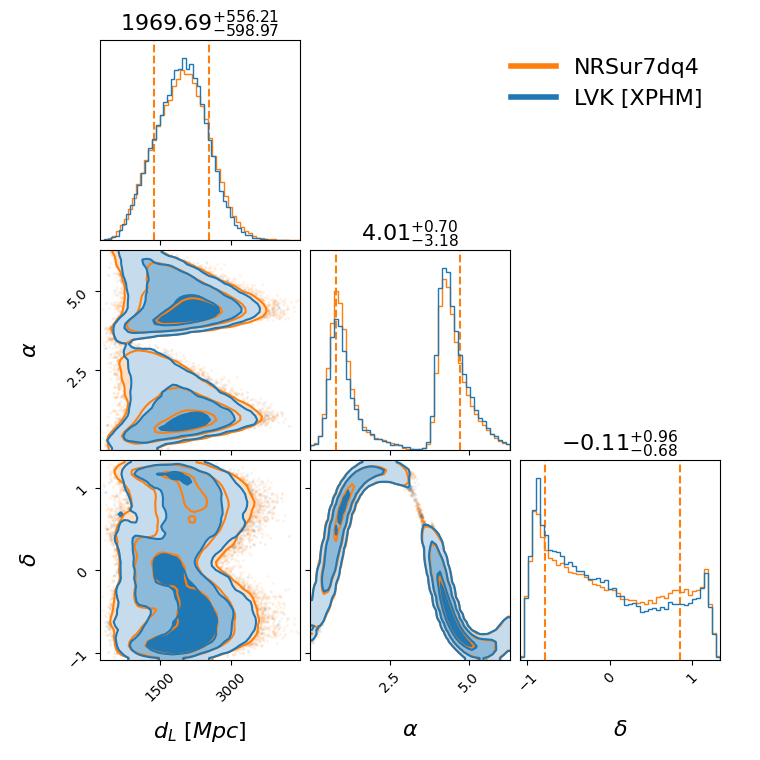 1969.69+556.21−598.97
NRSur7dq4
LVK [XPHM]
4.01+0.70−3.18
5.0
2.5
α
−0.11+0.96−0.68
1
0
−1
δ
1500
3000
2.5
5.0
−1
0
1
dL [Mpc]
α
δ